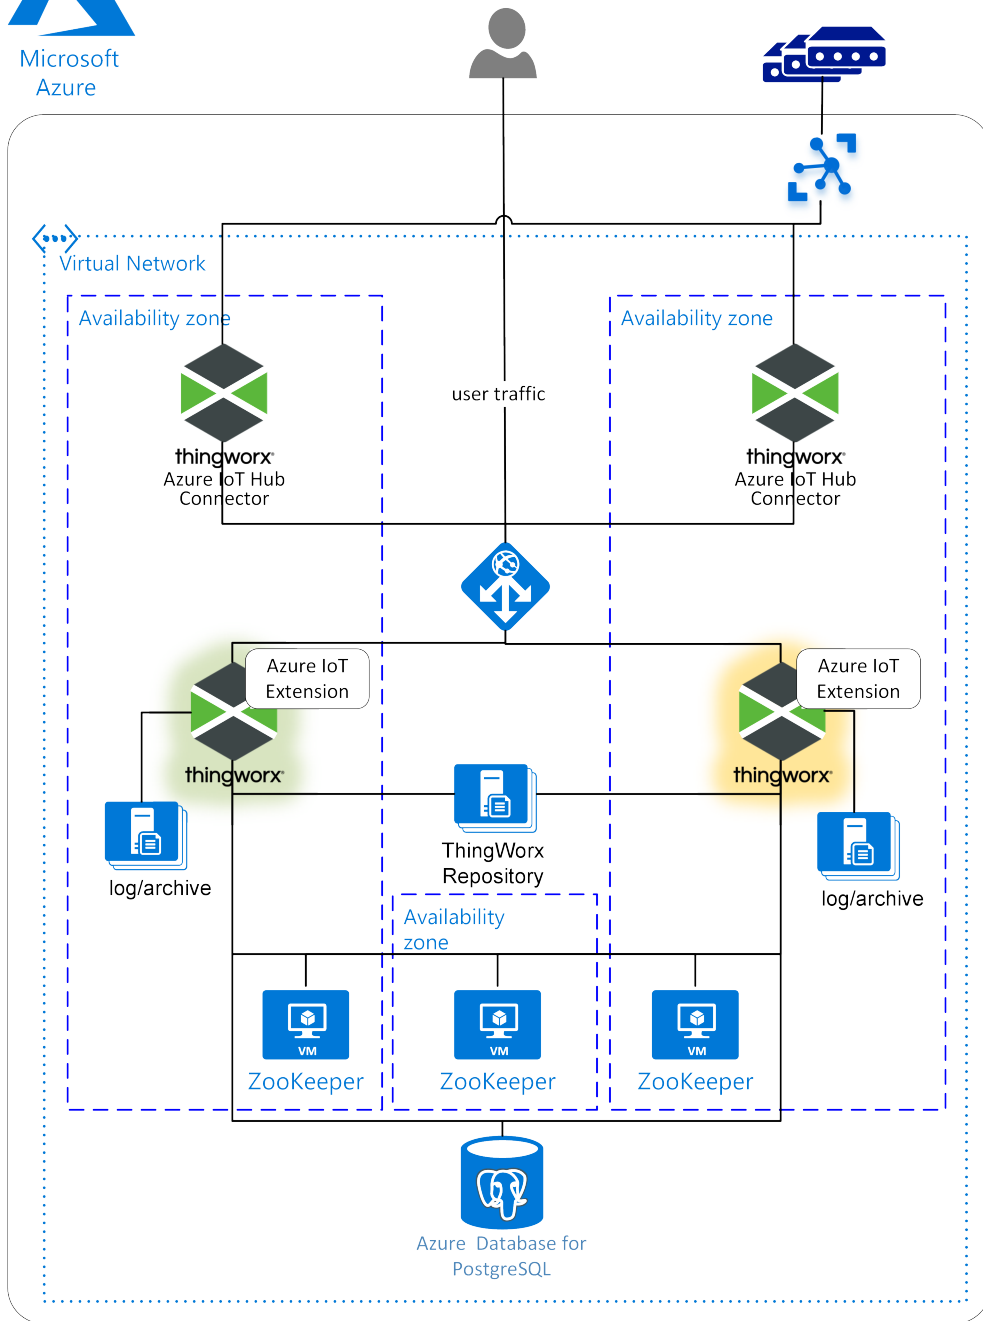 Microsoft
Azure
Virtual Network
Availability zone
Availability zone
user traffic
thingworx®
Azure IoT Hub
Connector
thingworx®
Azure IoT Hub
Connector
Azure IoT
Extension
Azure IoT
Extension
thingworx®
thingworx®
log/archive
ThingWorx
Repository
log/archive
Availability
zone
VM
ZooKeeper
VM
ZooKeeper
VM
ZooKeeper
Azure Database for
PostgreSQL